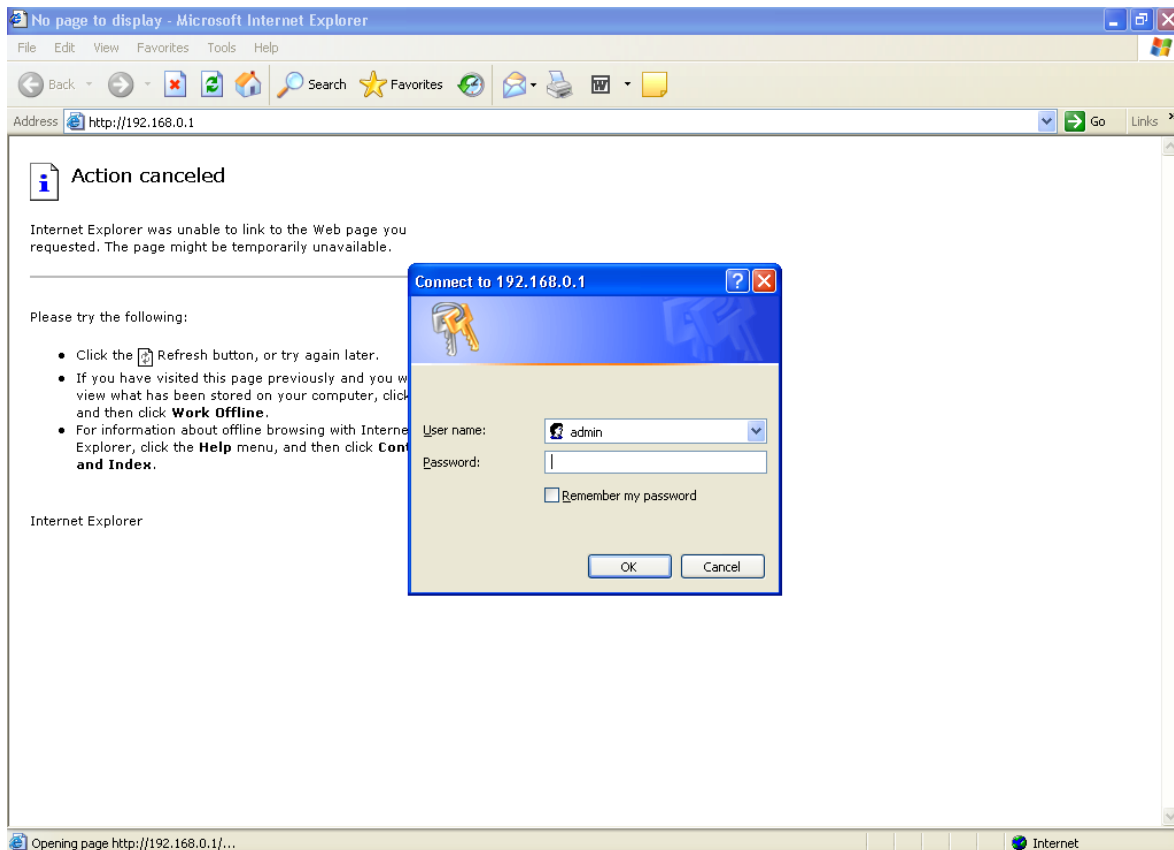 No page to display - Microsoft Internet Explorer
File Edit View Favorites Tools Help
Back Search Favorites
Address http://192.168.0.1 Go Links
Action canceled
Internet Explorer was unable to link to the Web page you
requested. The page might be temporarily unavailable.
Please try the following:
Click the Refresh button, or try again later.
If you have visited this page previously and you
view what has been stored on your computer, click
and then click Work Offline.
For information about offline browsing with
Explorer, click the Help menu, and then click
and Index.
Internet Explorer
Connect to 192.168.0.1
User name: admin
Password:
Remember my password
OK Cancel
Opening page http://192.168.0.1/... Internet